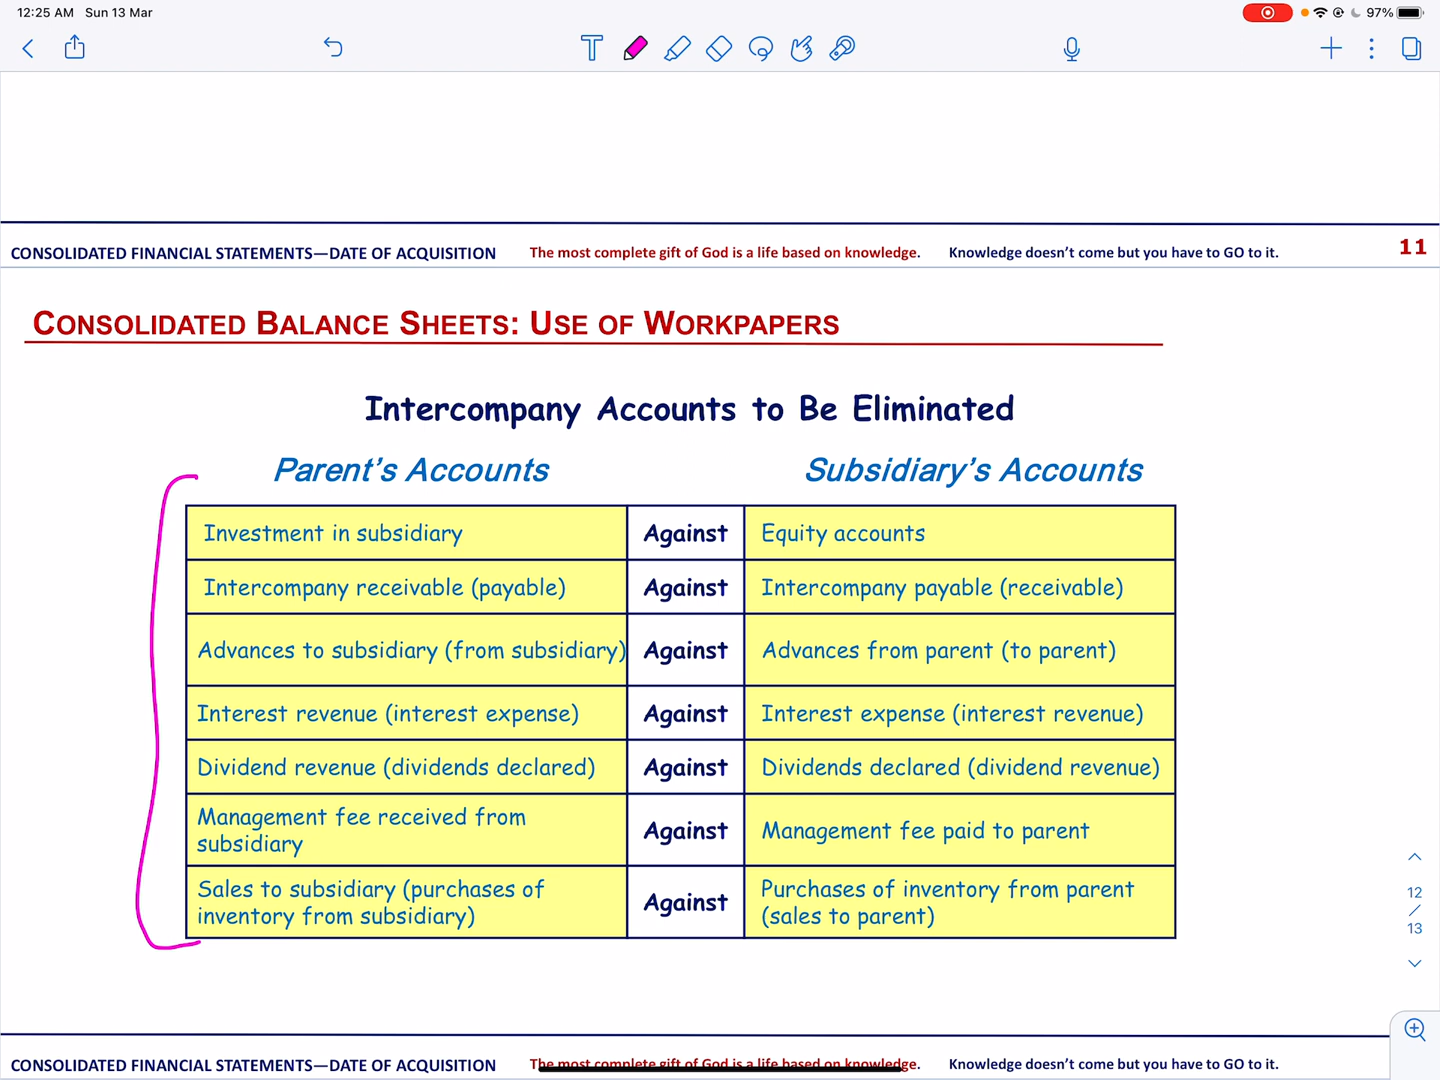 12:25 AM Sun 13 Mar
97%
CONSOLIDATED FINANCIAL STATEMENTS—DATE OF ACQUISITION The most complete gift of God is a life based on knowledge. Knowledge doesn't come but you have to GO to it. 11
CONSOLIDATED BALANCE SHEETS: USE OF WORKPAPERS
Intercompany Accounts to Be Eliminated
Parent's Accounts Subsidiary's Accounts
Investment in subsidiary Against Equity accounts
Intercompany receivable (payable) Against Intercompany payable (receivable)
Advances to subsidiary (from subsidiary) Against Advances from parent (to parent)
Interest revenue (interest expense) Against Interest expense (interest revenue)
Dividend revenue (dividends declared) Against Dividends declared (dividend revenue)
Management fee received from
subsidiary Against Management fee paid to parent
Sales to subsidiary (purchases of
inventory from subsidiary) Against Purchases of inventory from parent
(sales to parent)
12
/
13
CONSOLIDATED FINANCIAL STATEMENTS—DATE OF ACQUISITION The most complete gift of God is a life based on knowledge. Knowledge doesn't come but you have to GO to it.